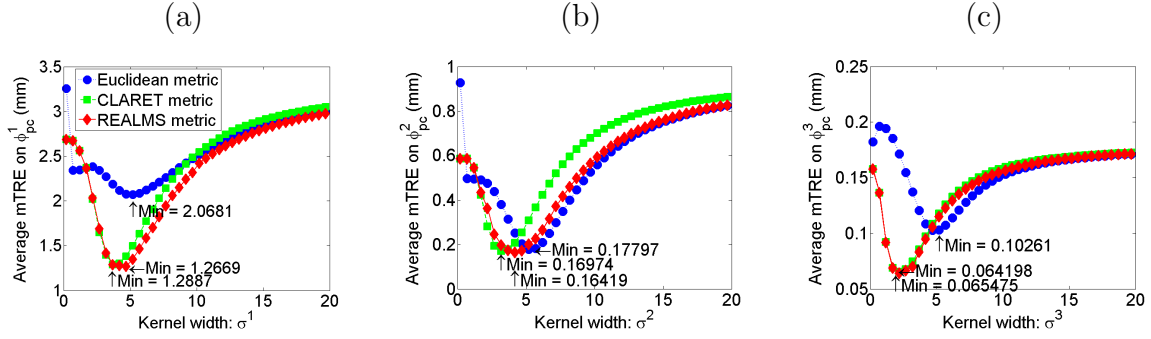 (a)
(b)
(c)
3.5
3
2.5
2
1.5
1
Average mTRE on ϕ¹pc (mm)
Euclidean metric
CLARET metric
REALMS metric
↑Min = 2.0681
←Min = 1.2669
↑Min = 1.2887
0 5 10 15 20
Kernel width: σ¹
1
0.8
0.6
0.4
0.2
0
Average mTRE on ϕ²pc (mm)
←Min = 0.17797
↑Min = 0.16974
↑Min = 0.16419
0 5 10 15 20
Kernel width: σ²
0.25
0.2
0.15
0.1
0.05
Average mTRE on ϕ³pc (mm)
↑Min = 0.10261
←Min = 0.064198
↑Min = 0.065475
0 5 10 15 20
Kernel width: σ³